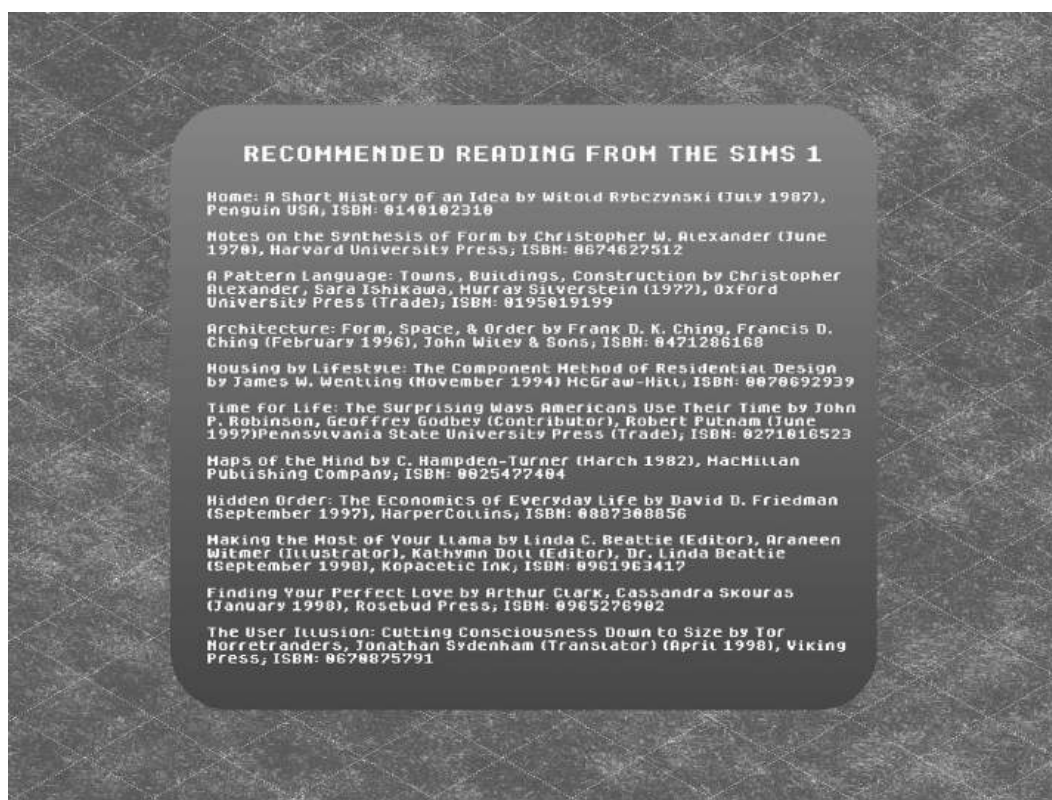 RECOMMENDED READING FROM THE SIMS 1
Home: A Short History of an Idea by Witold Rybczynski (July 1987),
Penguin USA; ISBN: 0140102310
Notes on the Synthesis of Form by Christopher W. Alexander (June
1970), Harvard University Press; ISBN: 0674627512
A Pattern Language: Towns, Buildings, Construction by Christopher
Alexander, Sara Ishikawa, Murray Silverstein (1977), Oxford
University Press (Trade); ISBN: 0195019199
Architecture: Form, Space, & Order by Frank D. K. Ching, Francis D.
Ching (February 1996), John Wiley & Sons; ISBN: 0471286168
Housing by Lifestyle: The Component Method of Residential Design
by James W. Wentling (November 1994) McGraw-Hill; ISBN: 0070692939
Time for Life: The Surprising Ways Americans Use Their Time by John
P. Robinson, Geoffrey Godbey (Contributor), Robert Putnam (June
1997)Pennsylvania State University Press (Trade); ISBN: 0271016523
Maps of the Mind by C. Hampden-Turner (March 1982), MacMillan
Publishing Company; ISBN: 0025477404
Hidden Order: The Economics of Everyday Life by David D. Friedman
(September 1997), HarperCollins; ISBN: 0887308856
Making the Most of Your Llama by Linda C. Beattie (Editor), Araneen
Witmer (Illustrator), Kathymn Doll (Editor), Dr. Linda Beattie
(September 1998), Kopacetic Ink; ISBN: 0961963417
Finding Your Perfect Love by Arthur Clark, Cassandra Skouras
(January 1998), Rosebud Press; ISBN: 0965276902
The User Illusion: Cutting Consciousness Down to Size by Tor
Norretranders, Jonathan Sydenham (Translator) (April 1998), Viking
Press; ISBN: 0670875791